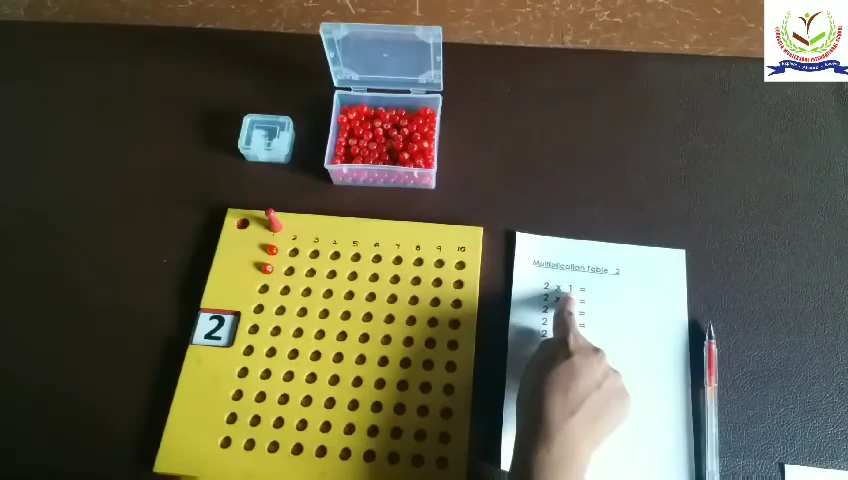 1 2 3 4 5 6 7 8 9 10
2
Multiplication Table 2
2 x 1 =
2 x =
2 =
2 =
2